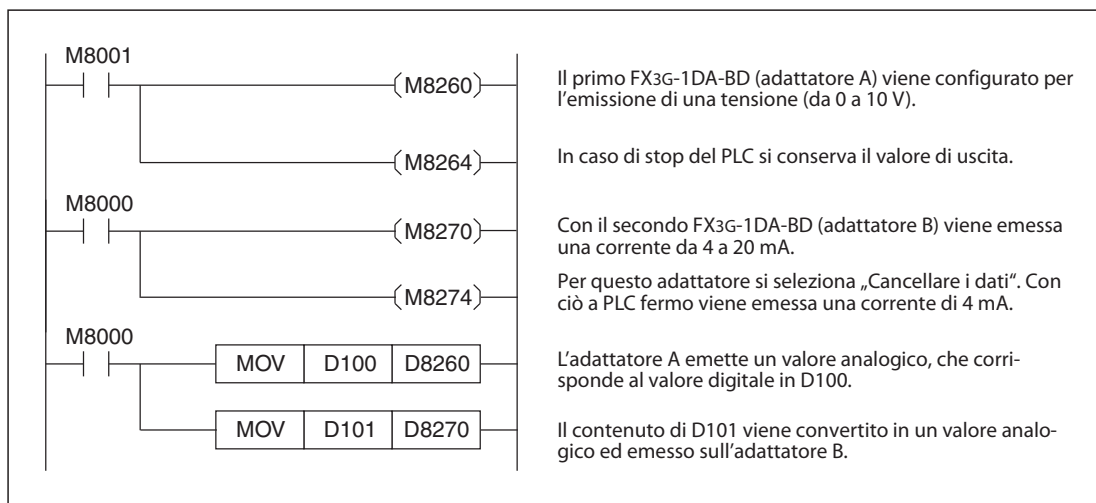 M8001
M8260
Il primo FX3G-1DA-BD (adattatore A) viene configurato per
l'emissione di una tensione (da 0 a 10 V).
M8264
In caso di stop del PLC si conserva il valore di uscita.
M8000
M8270
Con il secondo FX3G-1DA-BD (adattatore B) viene emessa
una corrente da 4 a 20 mA.
M8274
Per questo adattatore si seleziona „Cancellare i dati“. Con
ciò a PLC fermo viene emessa una corrente di 4 mA.
M8000
MOV D100 D8260
L'adattatore A emette un valore analogico, che corri-
sponde al valore digitale in D100.
MOV D101 D8270
Il contenuto di D101 viene convertito in un valore analo-
gico ed emesso sull'adattatore B.